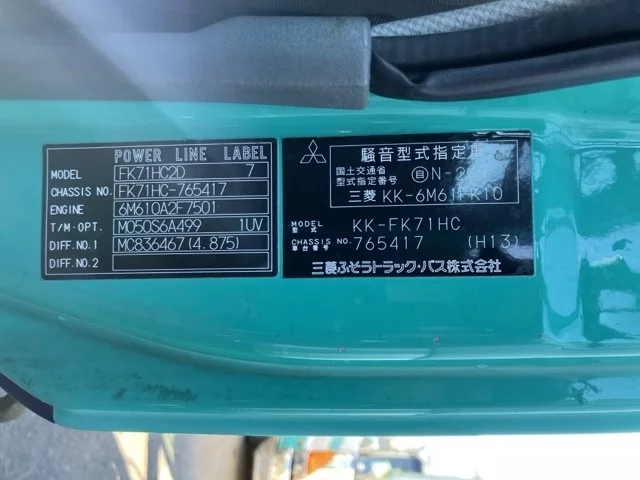 POWER LINE LABEL
MODEL FK71HC2D 7
CHASSIS NO. FK71HC-765417
ENGINE 6M610A2F7501
T/M-OPT. M050S6A499 1UV
DIFF.NO.1 MC836467(4.875)
DIFF.NO.2
騒音型式指定
国土交通省
型式指定番号 自N-2
三菱 KK-6M61
MODEL 型式 KK-FK71HC
CHASSIS NO. 車台番号 765417 (H13)
三菱ふそうトラック・バス株式会社